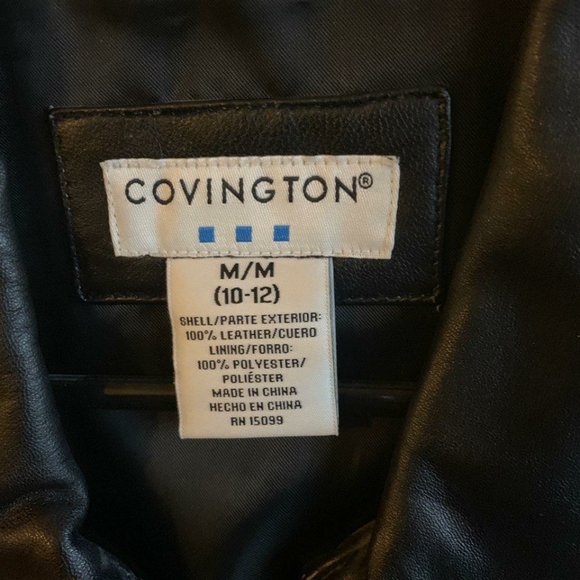 COVINGTON®
M/M
(10-12)
SHELL/PARTE EXTERIOR:
100% LEATHER/CUERO
LINING/FORRO:
100% POLYESTER/
POLIÉSTER
MADE IN CHINA
HECHO EN CHINA
RN 15099